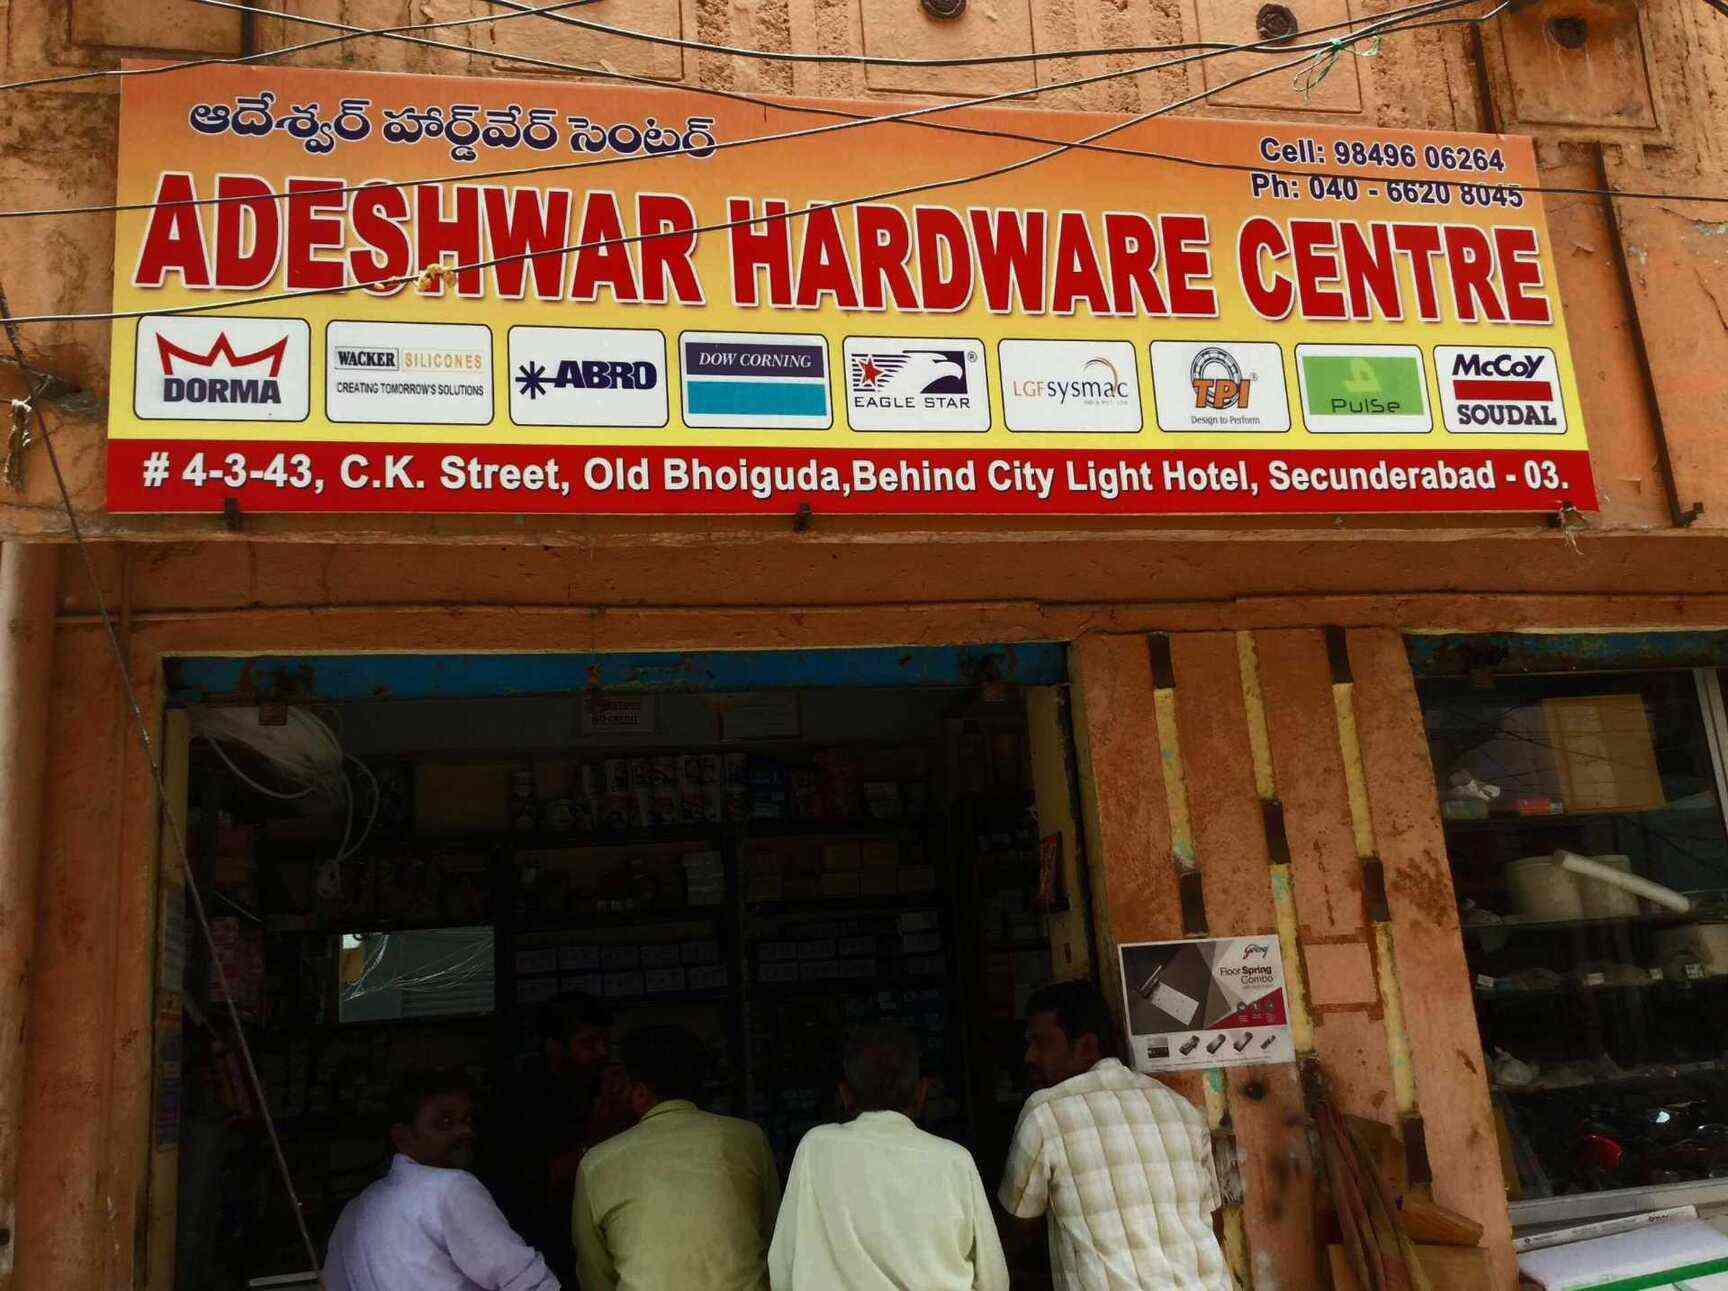 ఆదేశ్వర్ హార్డ్‌వేర్ సెంటర్
Cell: 98496 06264
Ph: 040 - 6620 8045
ADESHWAR HARDWARE CENTRE
DORMA
WACKER SILICONES
CREATING TOMORROW'S SOLUTIONS
ABRO
DOW CORNING
EAGLE STAR
LGF sysmac
TPI
Design to Perform
Pulse
McCoy
SOUDAL
# 4-3-43, C.K. Street, Old Bhoiguda,Behind City Light Hotel, Secunderabad - 03.
Godrej
Floor Spring
Combo